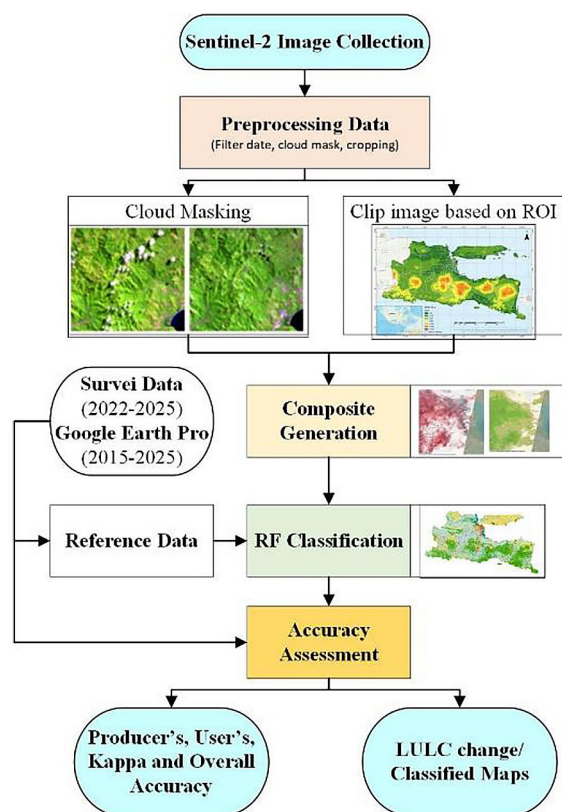 Sentinel-2 Image Collection
Preprocessing Data
(Filter date, cloud mask, cropping)
Cloud Masking
Clip image based on ROI
Survei Data
(2022-2025)
Google Earth Pro
(2015-2025)
Composite
Generation
Reference Data
RF Classification
Accuracy
Assessment
Producer's, User's,
Kappa and Overall
Accuracy
LULC change/
Classified Maps